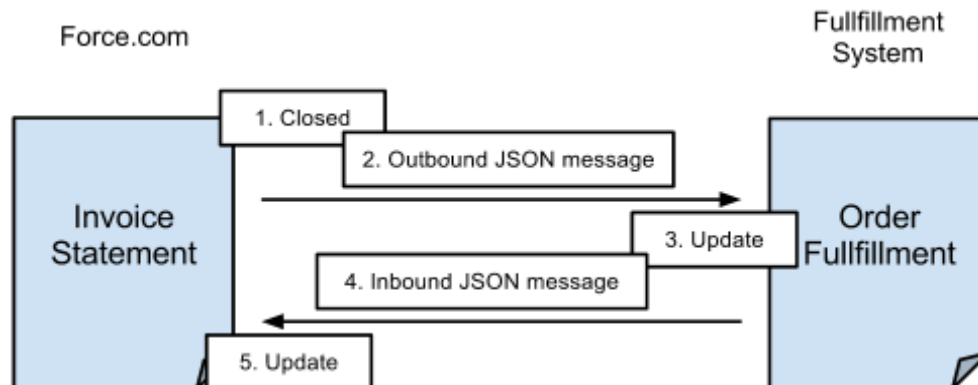 Force.com
Fullfillment
System
1. Closed
2. Outbound JSON message
Invoice
Statement
3. Update
Order
Fullfillment
4. Inbound JSON message
5. Update